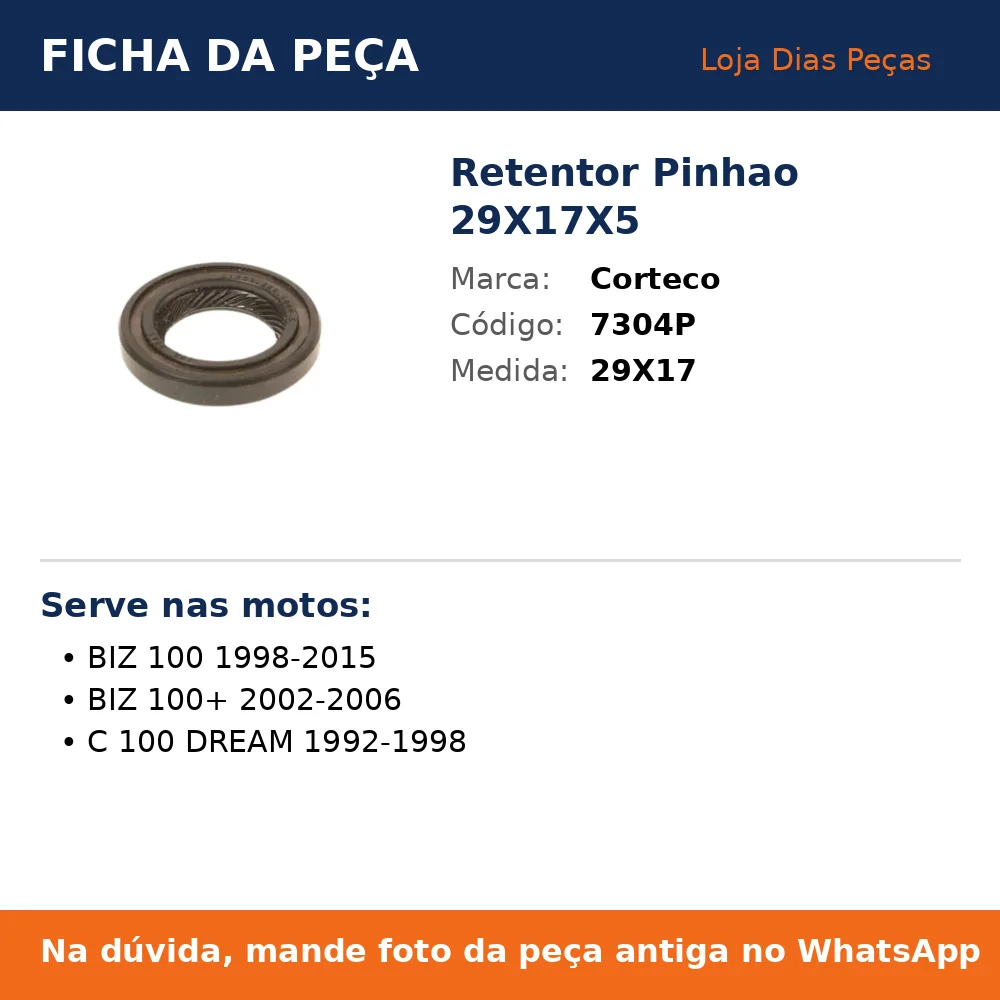 FICHA DA PEÇA
Loja Dias Peças
Retentor Pinhao
29X17X5
Marca: Corteco
Código: 7304P
Medida: 29X17
Serve nas motos:
• BIZ 100 1998-2015
• BIZ 100+ 2002-2006
• C 100 DREAM 1992-1998
Na dúvida, mande foto da peça antiga no WhatsApp